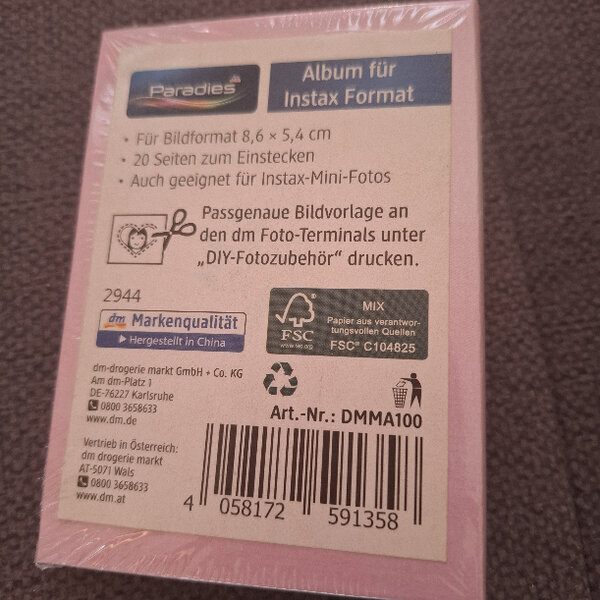 Paradies
Album für
Instax Format
• Für Bildformat 8,6 × 5,4 cm
• 20 Seiten zum Einstecken
• Auch geeignet für Instax-Mini-Fotos
Passgenaue Bildvorlage an
den dm Foto-Terminals unter
„DIY-Fotozubehör“ drucken.
2944
dm Markenqualität
▶ Hergestellt in China
FSC
www.fsc.org
MIX
Papier aus verantwor-
tungsvollen Quellen
FSC® C104825
dm-drogerie markt GmbH + Co. KG
Am dm-Platz 1
DE-76227 Karlsruhe
0800 3658633
www.dm.de
Vertrieb in Österreich:
dm drogerie markt
AT-5071 Wals
0800 3658633
www.dm.at
Art.-Nr.: DMMA100
4 058172 591358